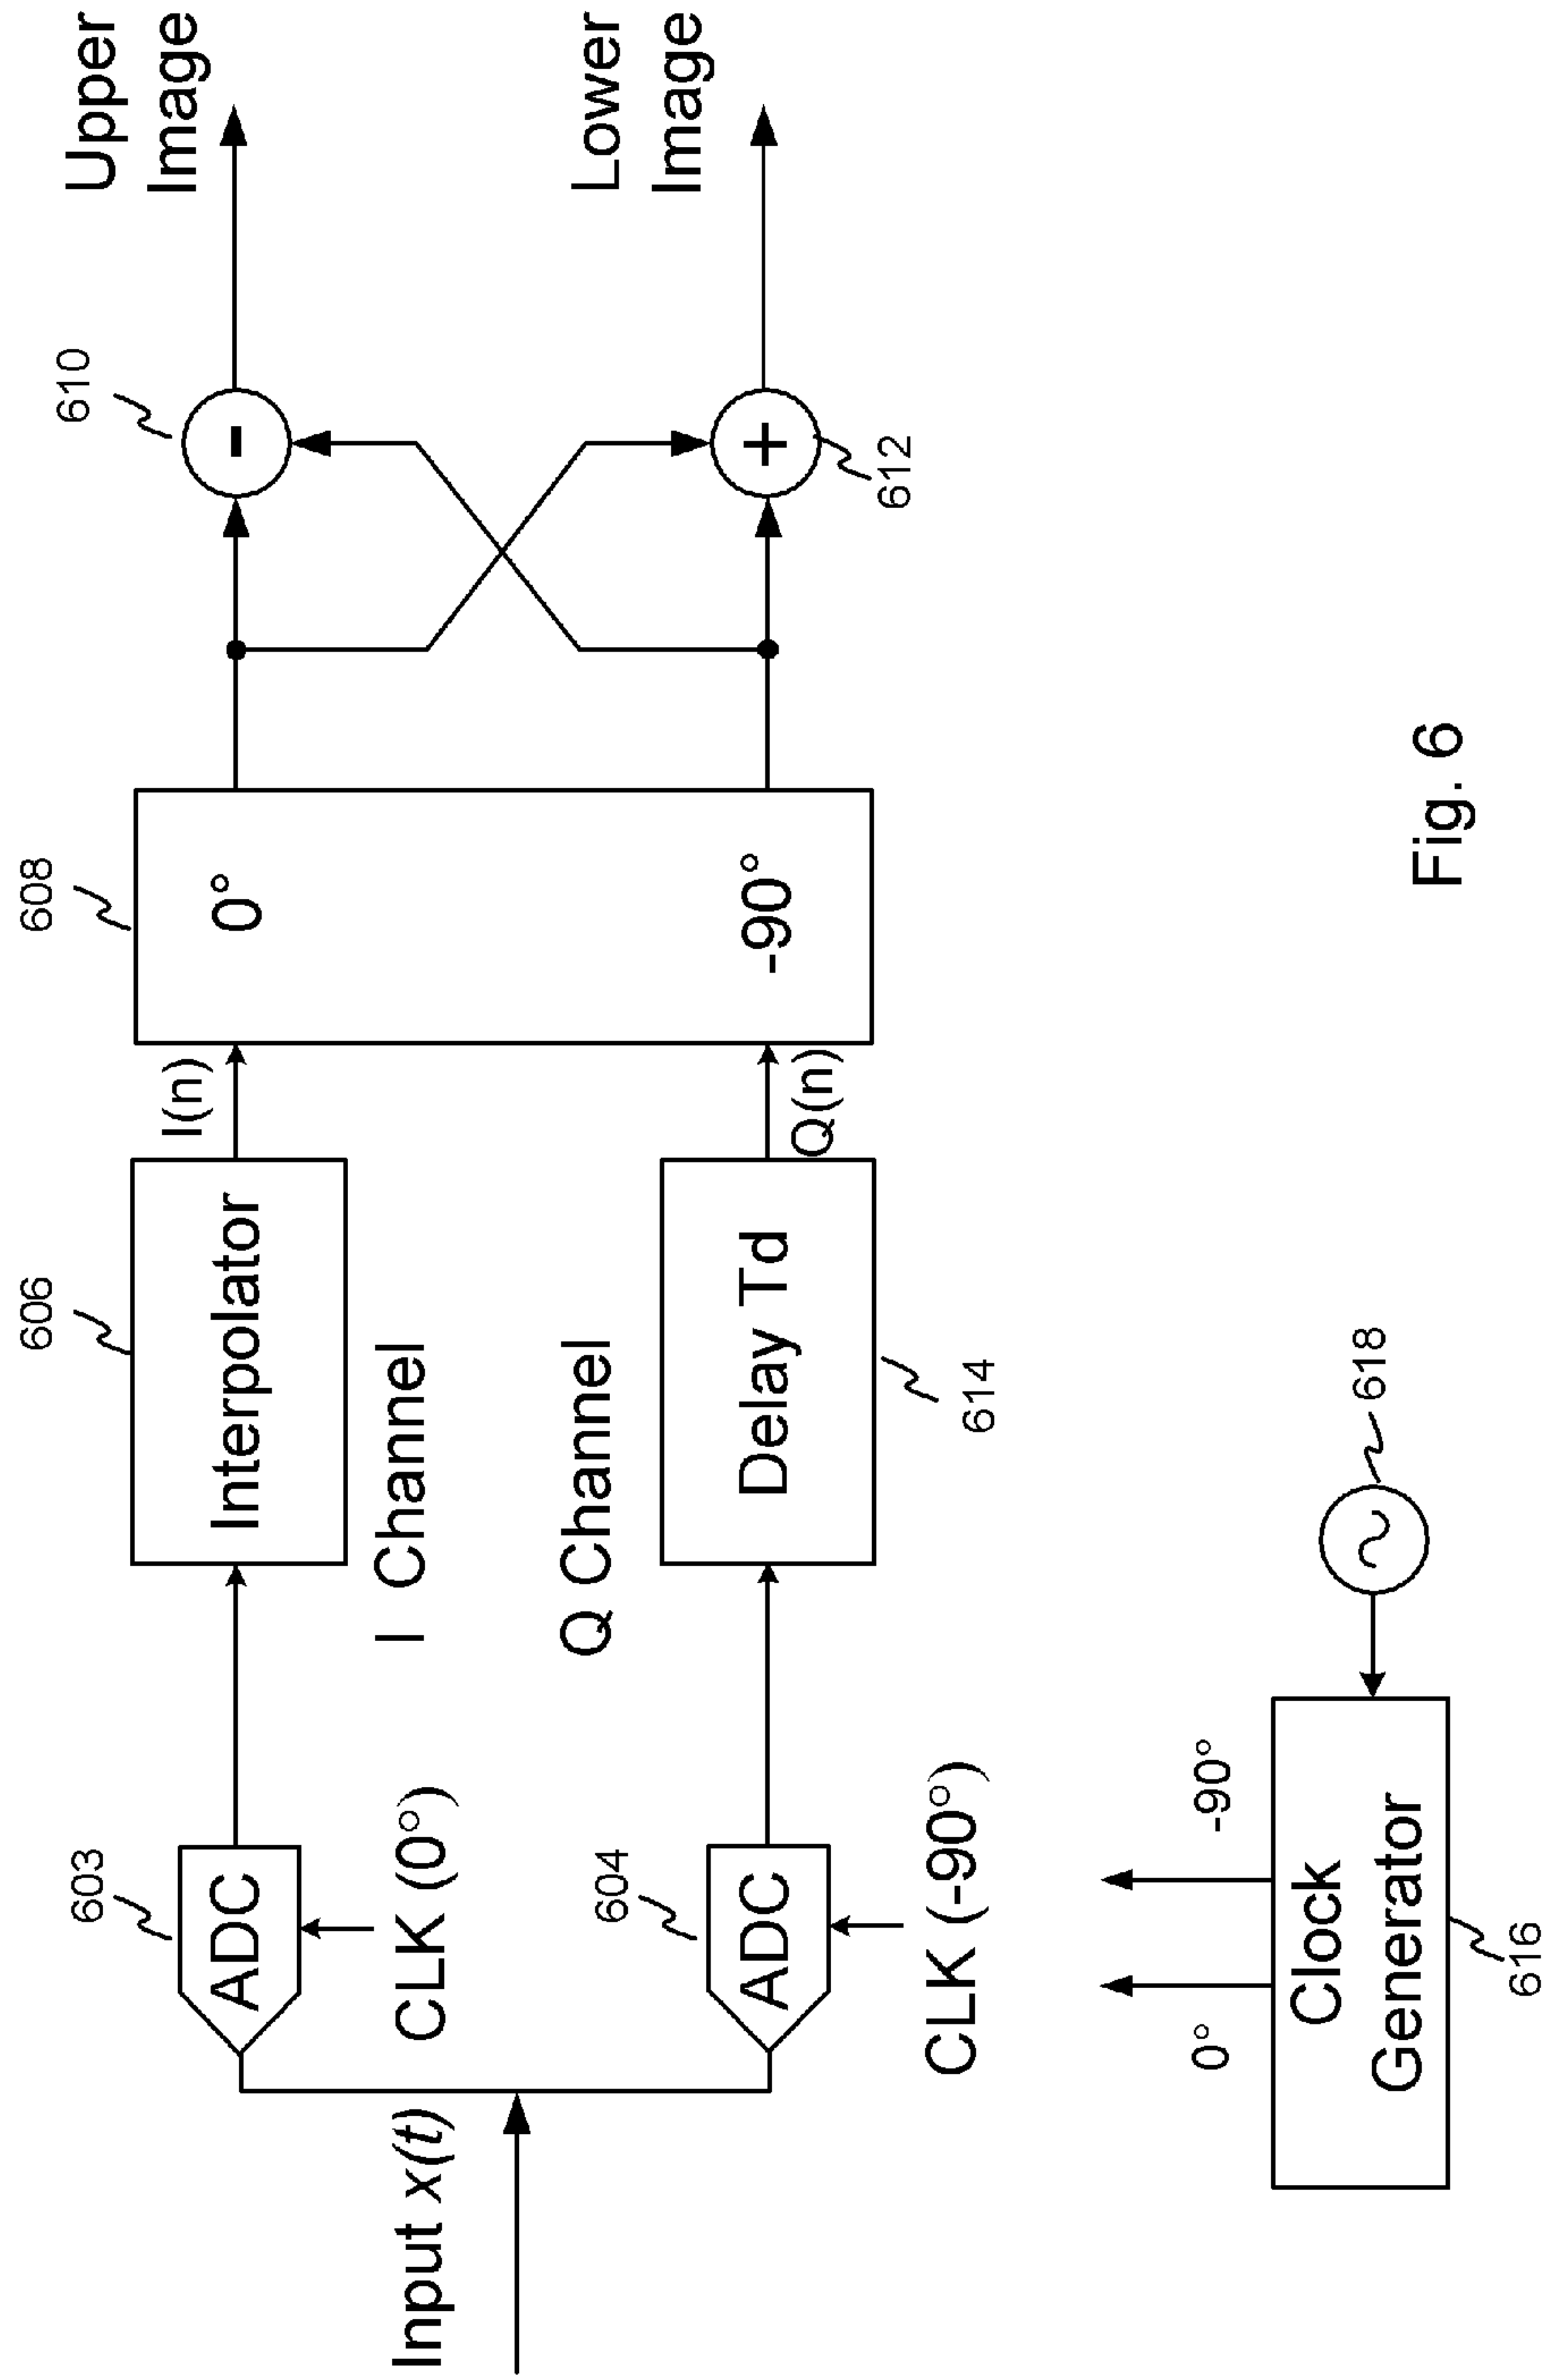 Input x(t)
603
ADC
CLK (0°)
604
ADC
CLK (-90°)
606
Interpolator
I Channel
Q Channel
Delay Td
614
I(n)
Q(n)
608
0°
-90°
610
-
+
612
Upper
Image
Lower
Image
0°
-90°
Clock
Generator
616
618
Fig. 6